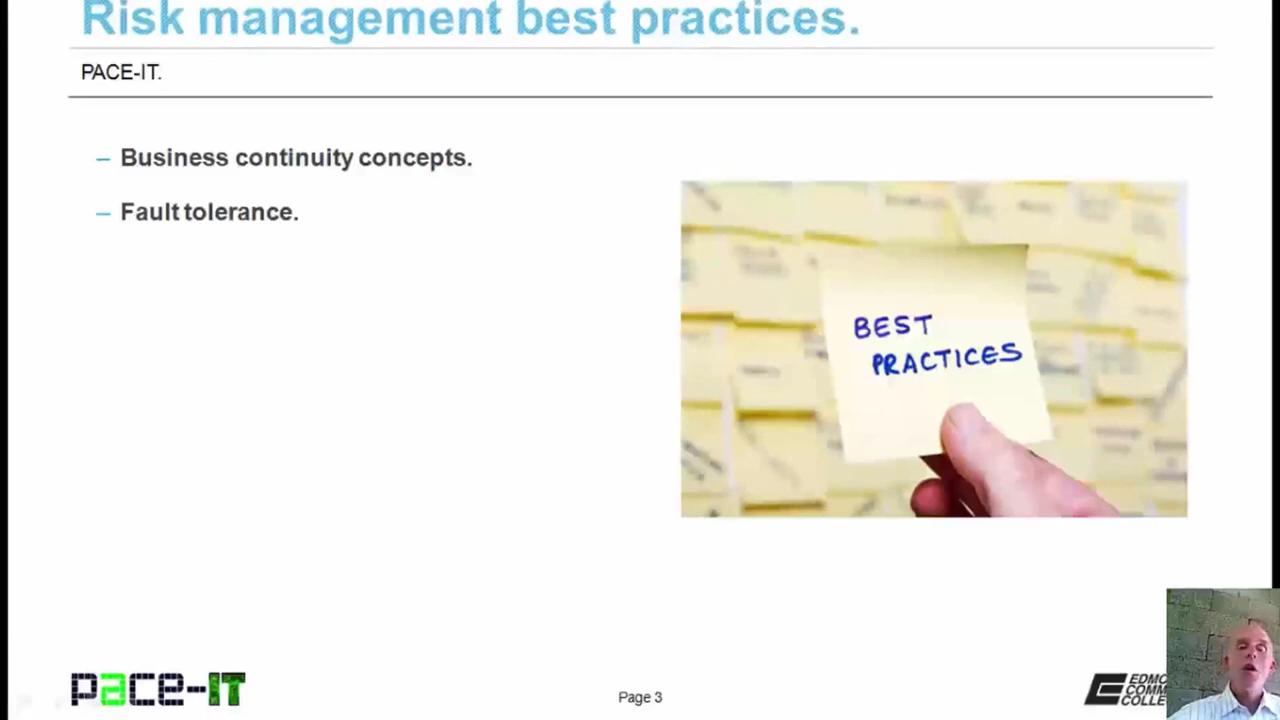 Risk management best practices.
PACE-IT.
– Business continuity concepts.
– Fault tolerance.
BEST
PRACTICES
pace-IT
Page 3